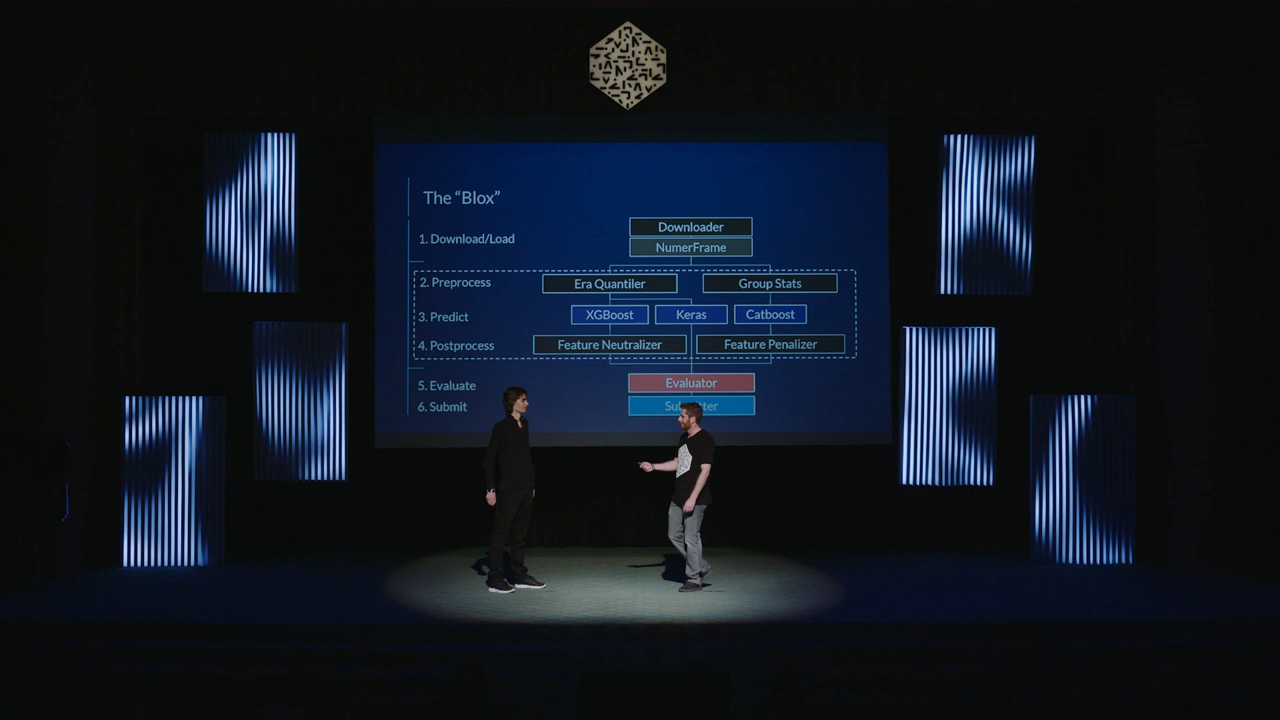 The “Blox”
1. Download/Load
Downloader
NumerFrame
2. Preprocess
Era Quantiler
Group Stats
3. Predict
XGBoost
Keras
Catboost
4. Postprocess
Feature Neutralizer
Feature Penalizer
5. Evaluate
Evaluator
6. Submit